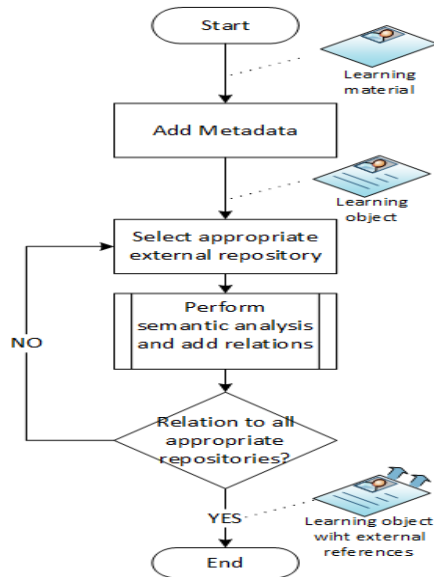 Start
Learning
material
Add Metadata
Learning
object
Select appropriate
external repository
Perform
semantic analysis
and add relations
NO
Relation to all
appropriate
repositories?
YES
Learning object
wiht external
references
End